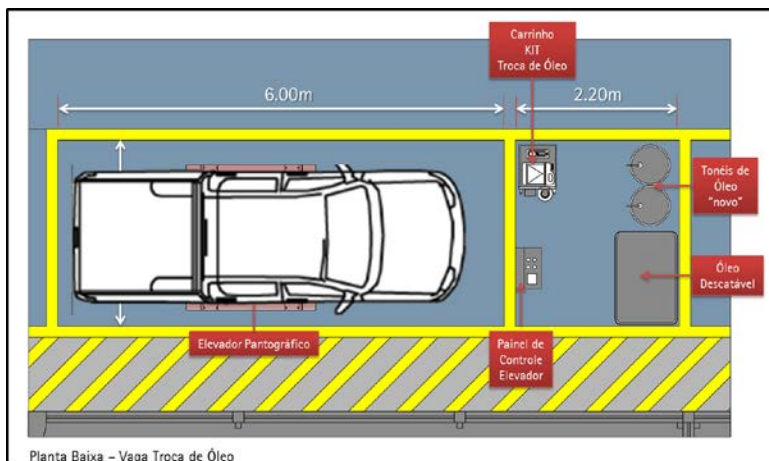 Carrinho
KIT
Troca de Óleo
6.00m
2.20m
Tonéis de
Óleo
"novo"
Óleo
Descatável
Elevador Pantográfico
Painel de
Controle
Elevador
Planta Baixa – Vaga Troca de Óleo